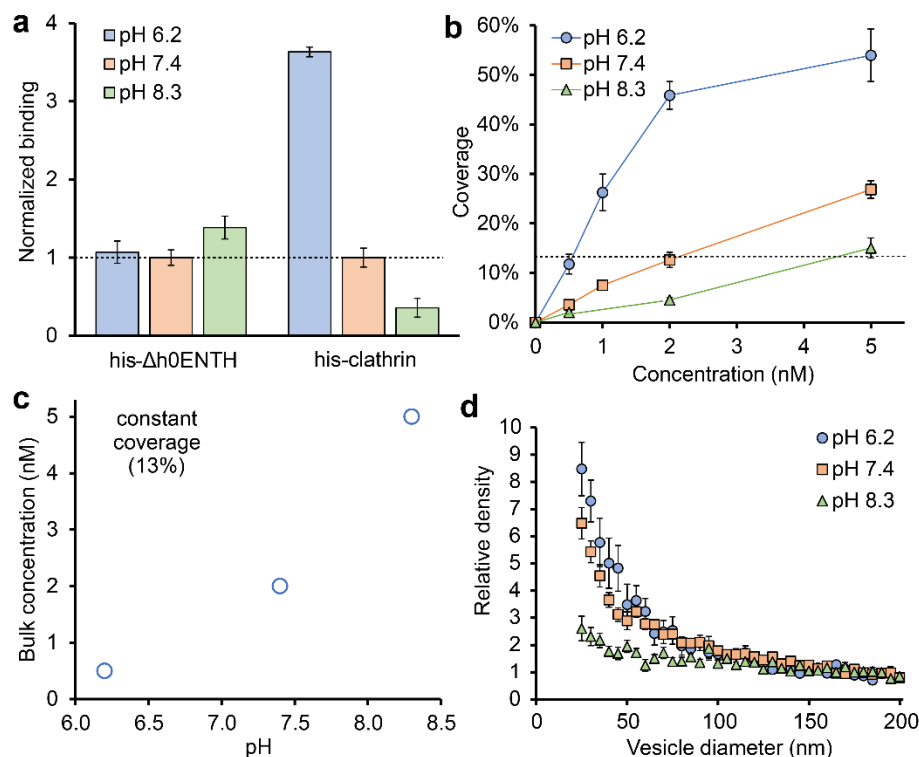 a
Normalized binding
4
3
2
1
0
pH 6.2
pH 7.4
pH 8.3
his-Δh0ENTH
his-clathrin
b
Coverage
60%
50%
40%
30%
20%
10%
0%
pH 6.2
pH 7.4
pH 8.3
0
1
2
3
4
5
Concentration (nM)
c
Bulk concentration (nM)
5
4
3
2
1
0
constant
coverage
(13%)
6.0
6.5
7.0
7.5
8.0
8.5
pH
d
Relative density
10
9
8
7
6
5
4
3
2
1
0
pH 6.2
pH 7.4
pH 8.3
0
50
100
150
200
Vesicle diameter (nm)